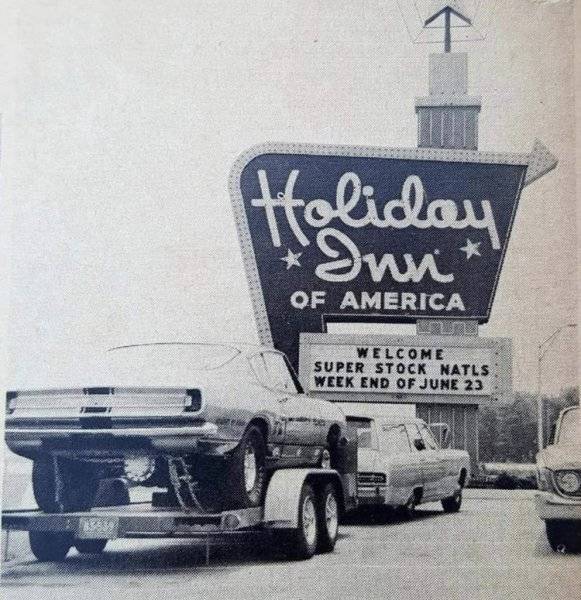 Holiday
Inn
OF AMERICA
WELCOME
SUPER STOCK NATLS
WEEK END OF JUNE 23